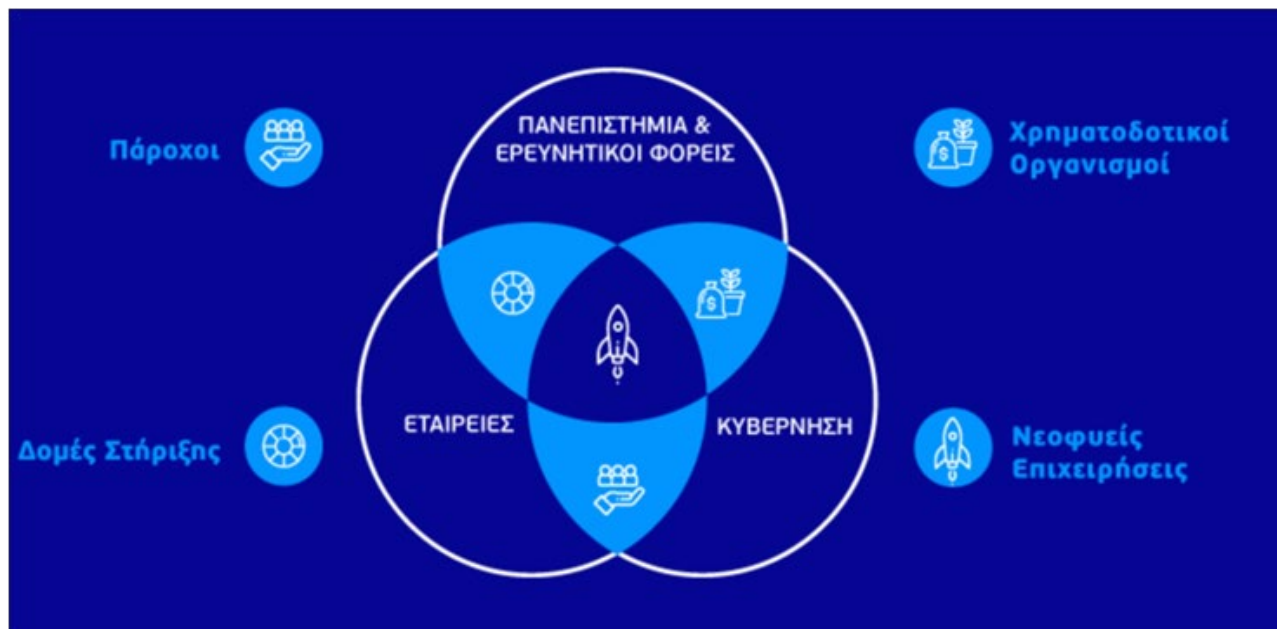 Πάροχοι
ΠΑΝΕΠΙΣΤΗΜΙΑ &
ΕΡΕΥΝΗΤΙΚΟΙ ΦΟΡΕΙΣ
Χρηματοδοτικοί
Οργανισμοί
$
$
ΕΤΑΙΡΕΙΕΣ
ΚΥΒΕΡΝΗΣΗ
Δομές Στήριξης
Νεοφυείς
Επιχειρήσεις